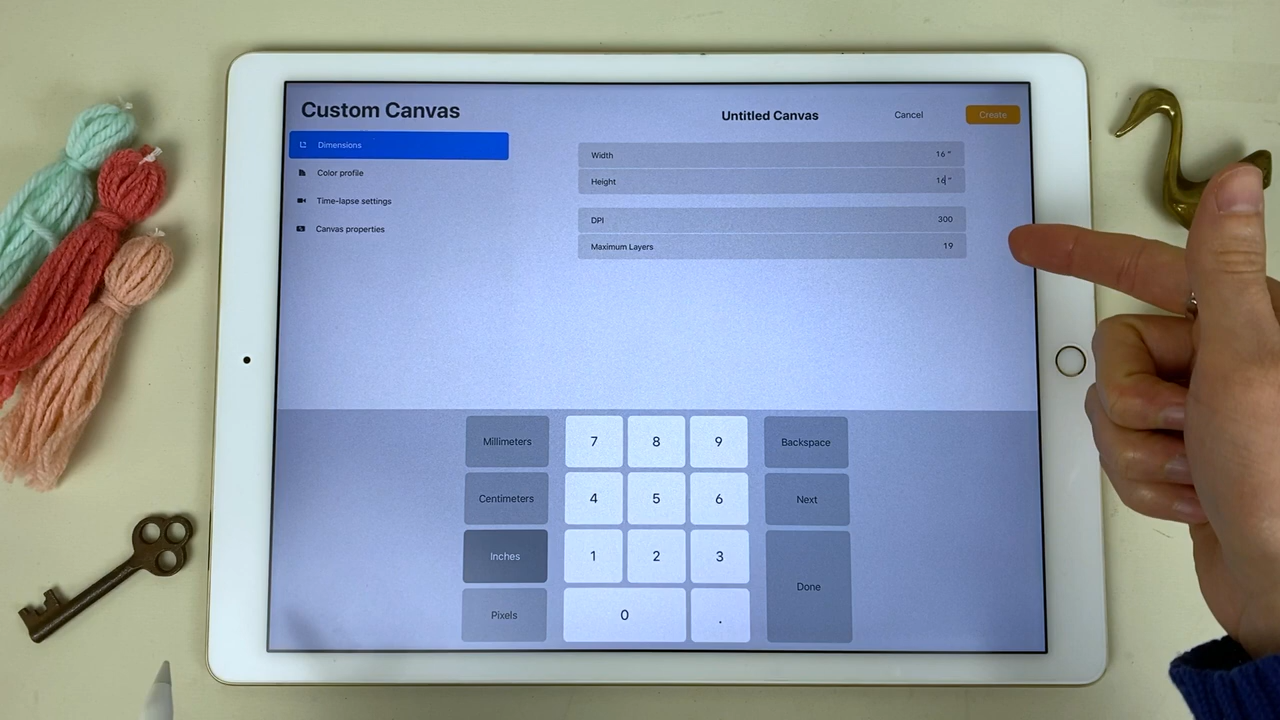 Custom Canvas
Untitled Canvas
Cancel
Create
Dimensions
Color profile
Time-lapse settings
Canvas properties
Width 16 "
Height 16 "
DPI 300
Maximum Layers 19
Millimeters 7 8 9 Backspace
Centimeters 4 5 6 Next
Inches 1 2 3 Done
Pixels 0 .